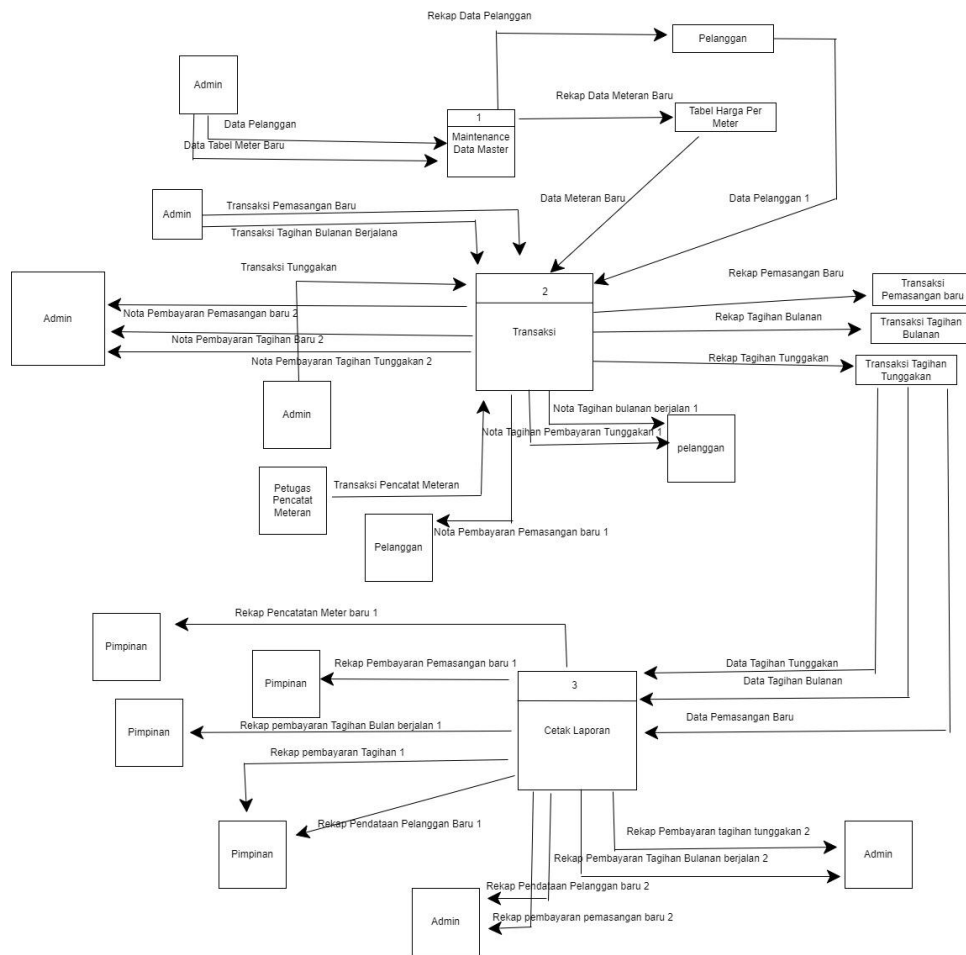 Rekap Data Pelanggan
Pelanggan
Admin
Rekap Data Meteran Baru
1
Maintenance
Data Master
Tabel Harga Per
Meter
Data Pelanggan
Data Tabel Meter Baru
Admin
Transaksi Pemasangan Baru
Transaksi Tagihan Bulanan Berjalana
Data Meteran Baru
Data Pelanggan 1
Transaksi Tunggakan
Rekap Pemasangan Baru
Transaksi
Pemasangan baru
2
Transaksi
Admin
Nota Pembayaran Pemasangan baru 2
Rekap Tagihan Bulanan
Transaksi Tagihan
Bulanan
Nota Pembayaran Tagihan Baru 2
Nota Pembayaran Tagihan Tunggakan 2
Rekap Tagihan Tunggakan
Transaksi Tagihan
Tunggakan
Admin
Nota Tagihan bulanan berjalan 1
Nota Tagihan Pembayaran Tunggakan 1
pelanggan
Petugas
Pencatat
Meteran
Transaksi Pencatat Meteran
Nota Pembayaran Pemasangan baru 1
Pelanggan
Rekap Pencatatan Meter baru 1
Pimpinan
Rekap Pembayaran Pemasangan baru 1
Pimpinan
3
Cetak Laporan
Data Tagihan Tunggakan
Data Tagihan Bulanan
Data Pemasangan Baru
Pimpinan
Rekap pembayaran Tagihan Bulan berjalan 1
Rekap pembayaran Tagihan 1
Rekap Pendataan Pelanggan Baru 1
Pimpinan
Rekap Pembayaran tagihan tunggakan 2
Rekap Pembayaran Tagihan Bulanan berjalan 2
Admin
Rekap Pendataan Pelanggan baru 2
Rekap pembayaran pemasangan baru 2
Admin